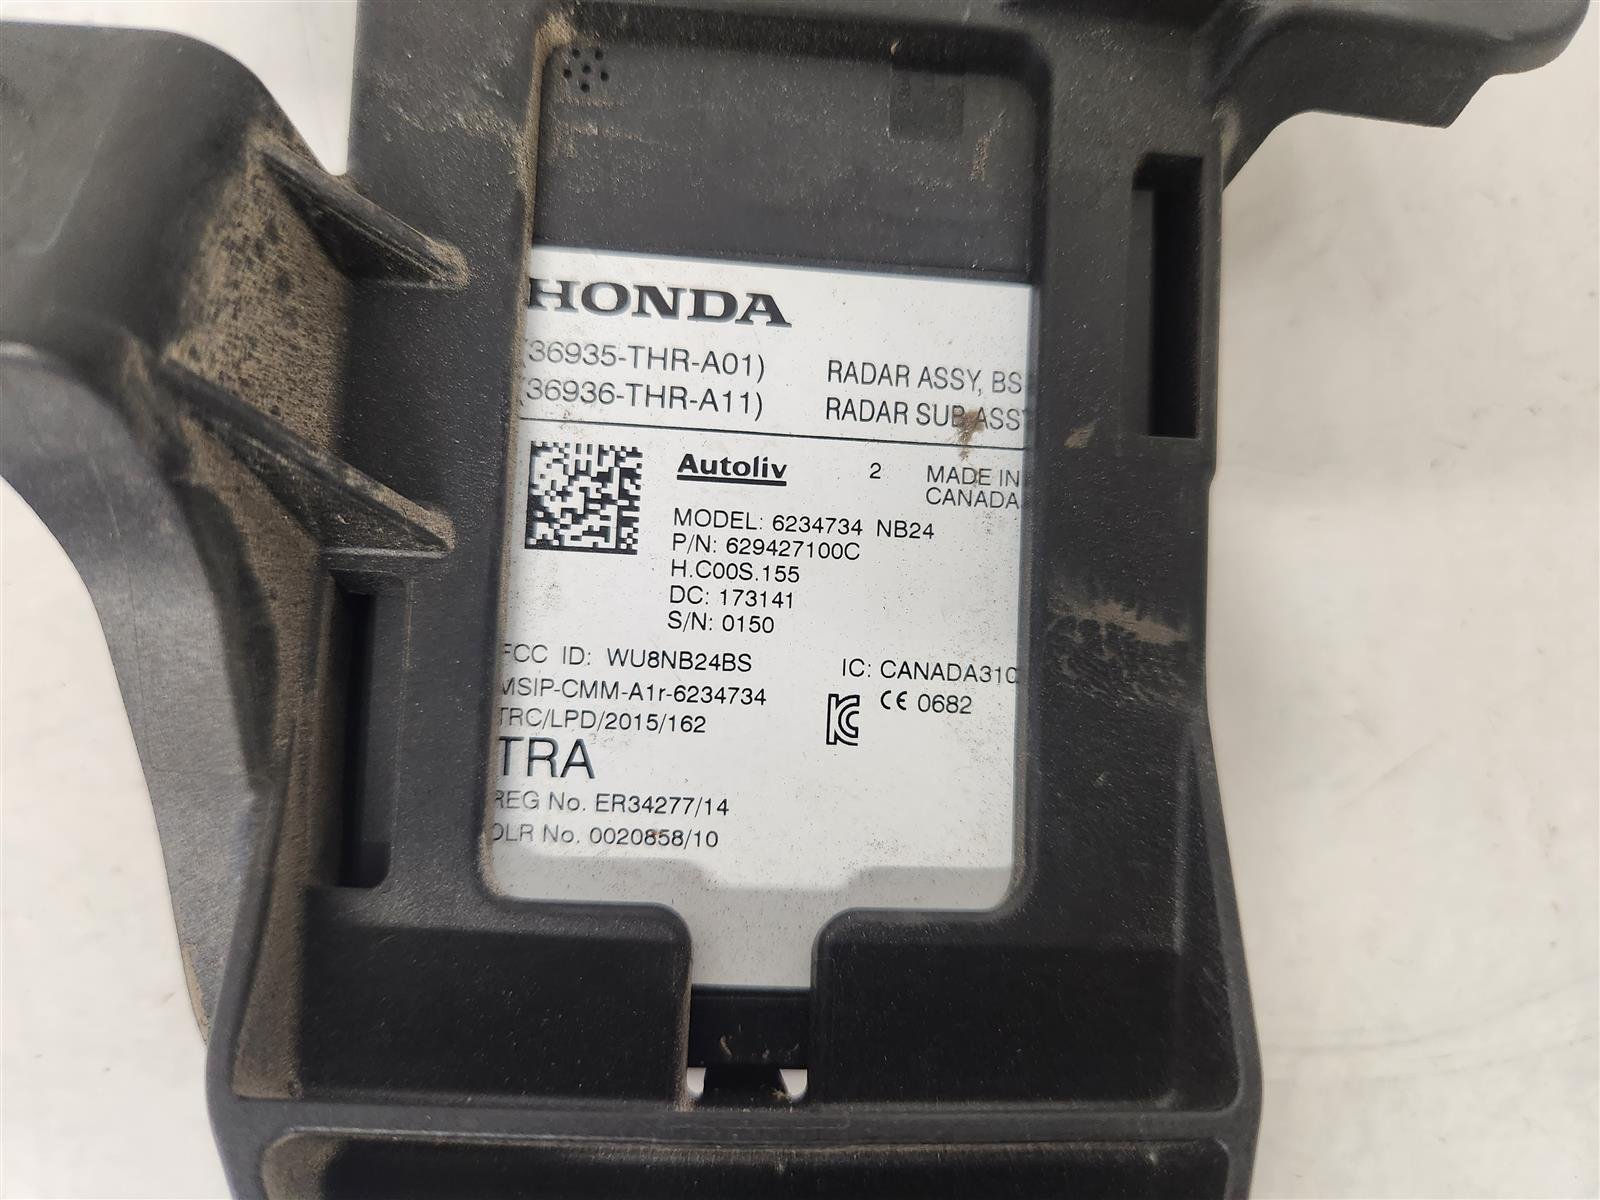 HONDA
(36935-THR-A01) RADAR ASSY, BS
(36936-THR-A11) RADAR SUB ASSY
Autoliv 2 MADE IN
CANADA
MODEL: 6234734 NB24
P/N: 629427100C
H.C00S.155
DC: 173141
S/N: 0150
FCC ID: WU8NB24BS IC: CANADA310
MSIP-CMM-A1r-6234734
CE 0682
TRC/LPD/2015/162
TRA
REG No. ER34277/14
DLR No. 0020858/10